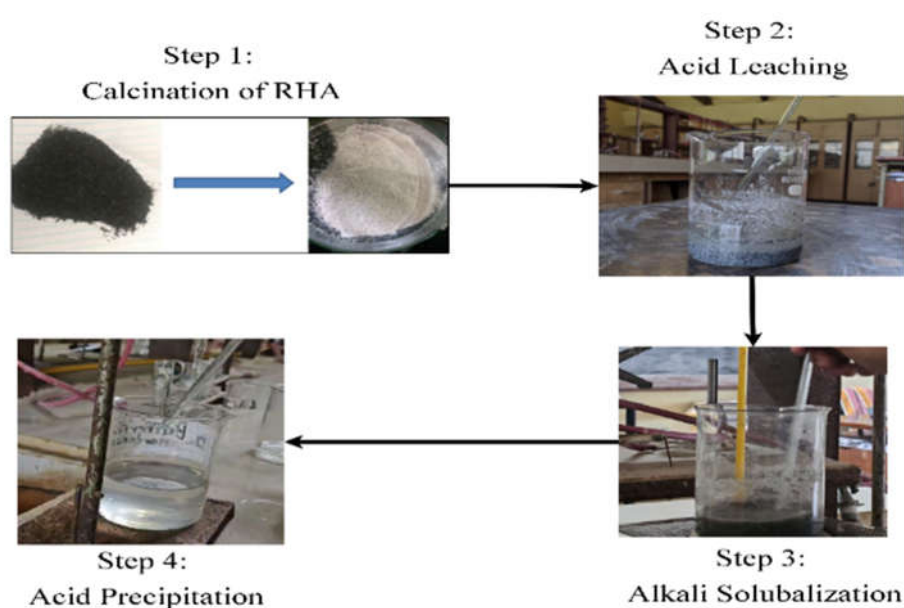 Step 1:
Calcination of RHA
Step 2:
Acid Leaching
Step 3:
Alkali Solubalization
Step 4:
Acid Precipitation